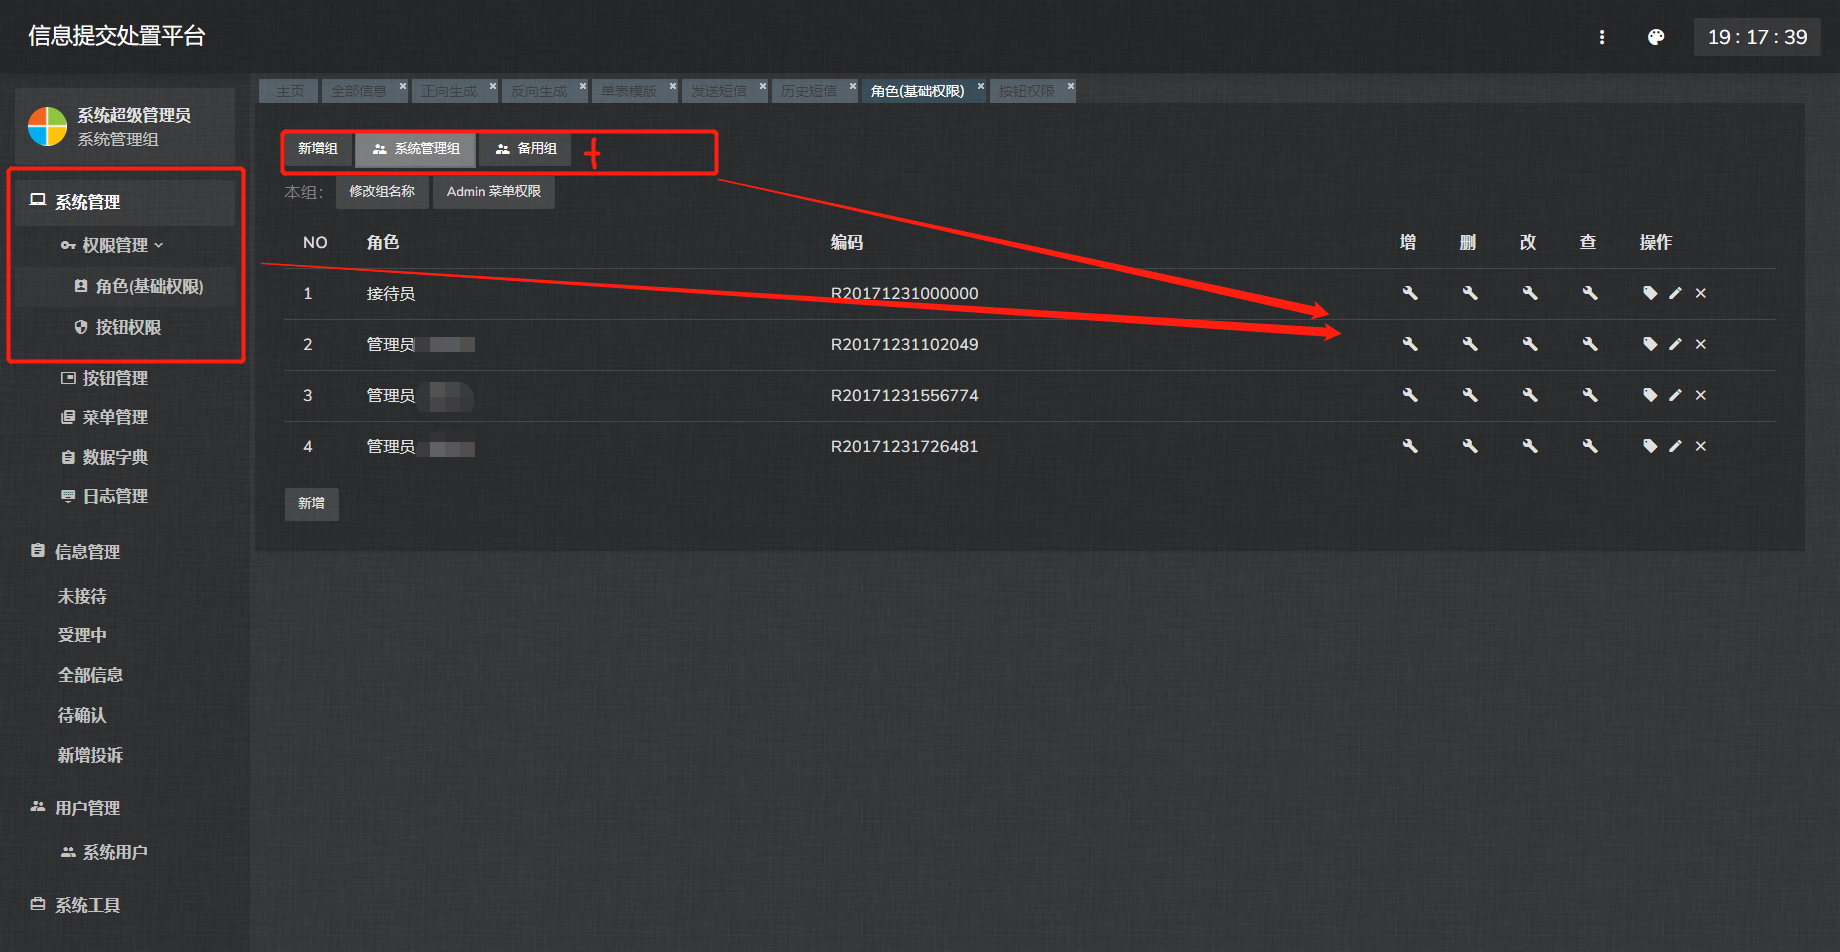 信息提交处置平台
19 : 17 : 39
系统超级管理员
系统管理组
系统管理
权限管理
角色(基础权限)
按钮权限
按钮管理
菜单管理
数据字典
日志管理
信息管理
未接待
受理中
全部信息
待确认
新增投诉
用户管理
系统用户
系统工具
主页 全部信息 正向生成 反向生成 单表模版 发送短信 历史短信 角色(基础权限) 按钮权限
新增组 系统管理组 备用组
本组： 修改组名称 Admin 菜单权限
NO 角色 编码 增 删 改 查 操作
1 接待员 R20171231000000
2 管理员 R20171231102049
3 管理员 R20171231556774
4 管理员 R20171231726481
新增